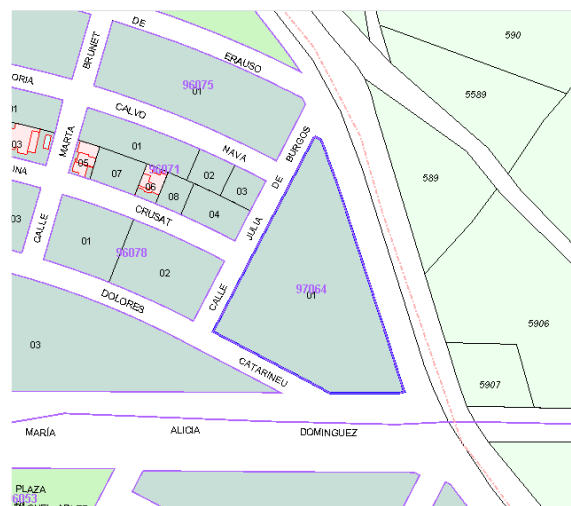 DE
ERAUSO
590
BRUNET
ORIA
96075
01
5589
01
CALVO
NAVA
BURGOS
03
MARTA
01
96071
02
03
589
05
07
06
08
04
DE
UNA
CRUSAT
JULIA
03
CALLE
01
96078
02
CALLE
97064
01
5906
DOLORES
03
CATARINEU
5907
MARÍA
ALICIA
DOMINGUEZ
PLAZA
6053